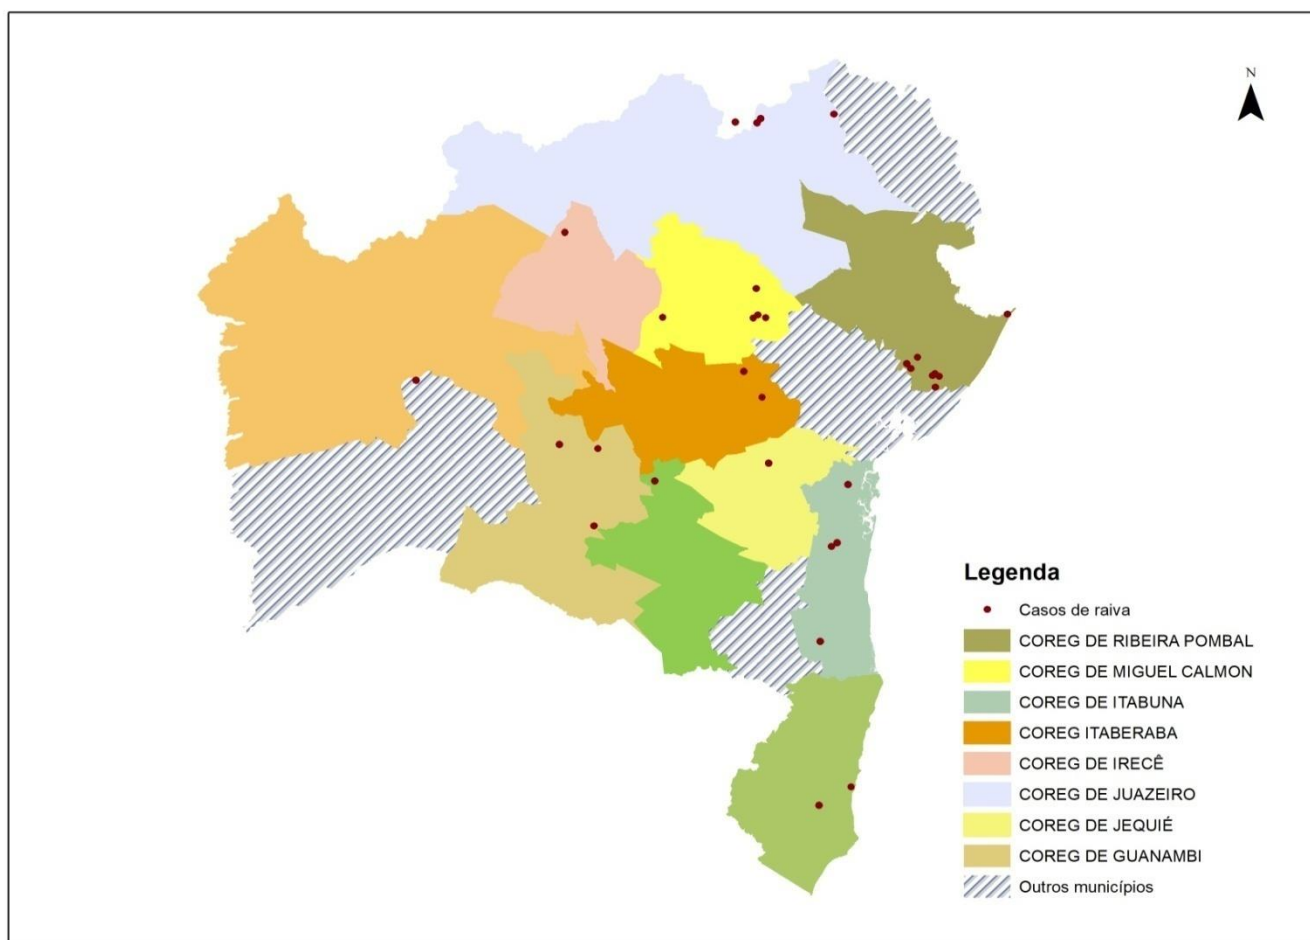 N
Legenda
Casos de raiva
COREG DE RIBEIRA POMBAL
COREG DE MIGUEL CALMON
COREG DE ITABUNA
COREG ITABERABA
COREG DE IRECÊ
COREG DE JUAZEIRO
COREG DE JEQUIÉ
COREG DE GUANAMBI
Outros municípios